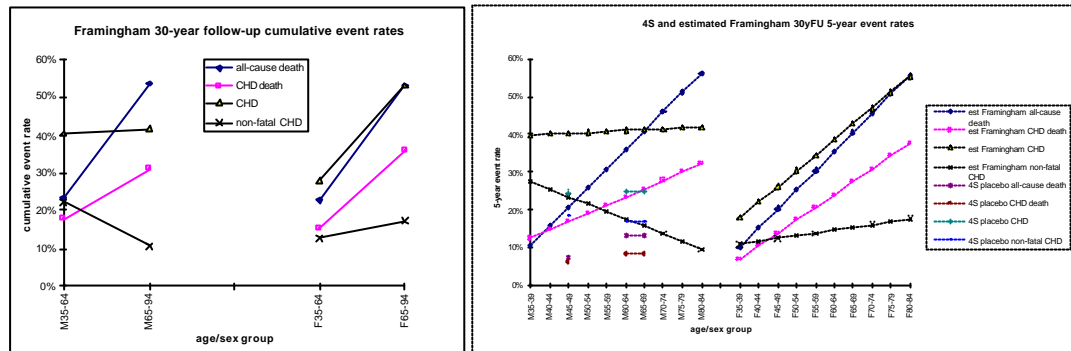 Framingham 30-year follow-up cumulative event rates
60%
50%
40%
30%
20%
10%
0%
cumulative event rate
all-cause death
CHD death
CHD
non-fatal CHD
M35-64
M65-94
F35-64
F65-94
age/sex group
4S and estimated Framingham 30yFU 5-year event rates
60%
50%
40%
30%
20%
10%
0%
5-year event rate
M35-39
M40-44
M45-49
M50-54
M55-59
M60-64
M65-69
M70-74
M75-79
M80-84
F35-39
F40-44
F45-49
F50-54
F55-59
F60-64
F65-69
F70-74
F75-79
F80-84
age/sex group
est Framingham all-cause
death
est Framingham CHD death
est Framingham CHD
est Framingham non-fatal
CHD
4S placebo all-cause death
4S placebo CHD death
4S placebo CHD
4S placebo non-fatal CHD